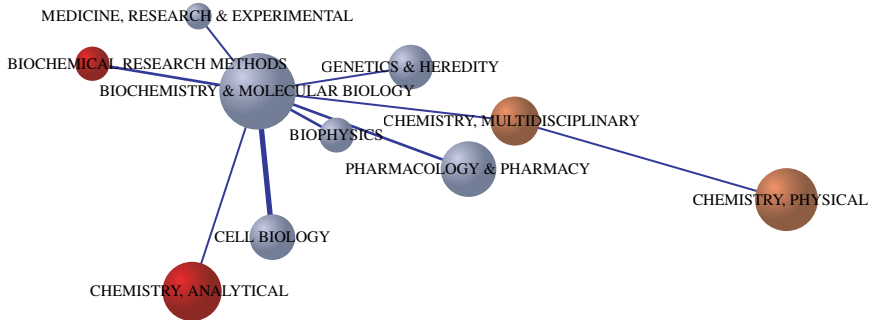 MEDICINE, RESEARCH & EXPERIMENTAL
BIOCHEMICAL RESEARCH METHODS
GENETICS & HEREDITY
BIOCHEMISTRY & MOLECULAR BIOLOGY
CHEMISTRY, MULTIDISCIPLINARY
BIOPHYSICS
PHARMACOLOGY & PHARMACY
CHEMISTRY, PHYSICAL
CELL BIOLOGY
CHEMISTRY, ANALYTICAL